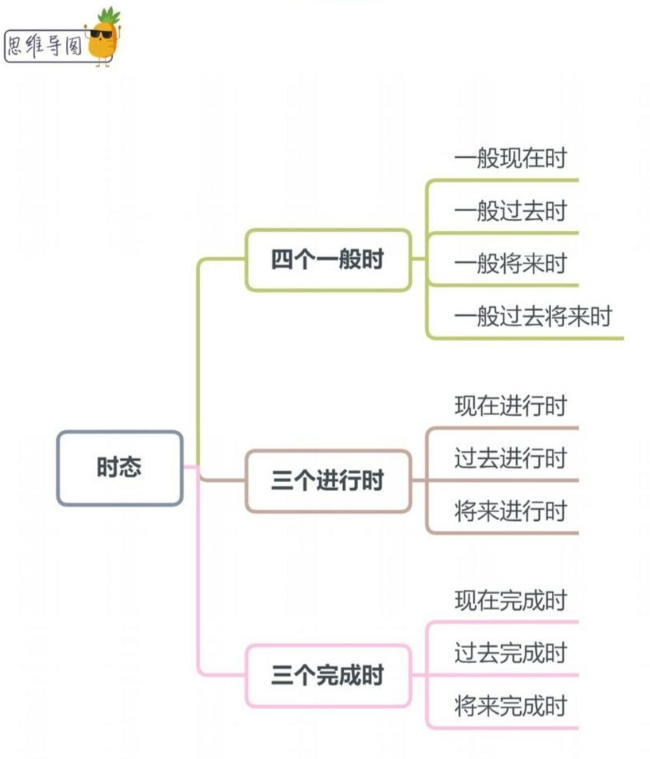 思维导图
时态
四个一般时
一般现在时
一般过去时
一般将来时
一般过去将来时
三个进行时
现在进行时
过去进行时
将来进行时
三个完成时
现在完成时
过去完成时
将来完成时